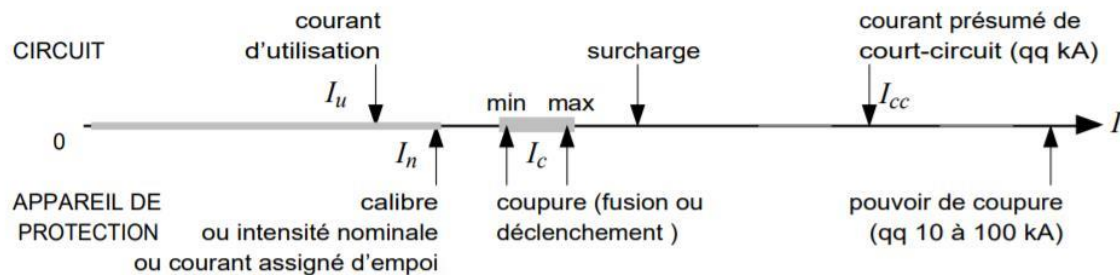 courant
d'utilisation
CIRCUIT
surcharge
courant présumé de
court-circuit (qq kA)
I_u
min
max
I_cc
0
I
I_n
I_c
APPAREIL DE
PROTECTION
calibre
ou intensité nominale
ou courant assigné d'empoi
coupure (fusion ou
déclenchement )
pouvoir de coupure
(qq 10 à 100 kA)